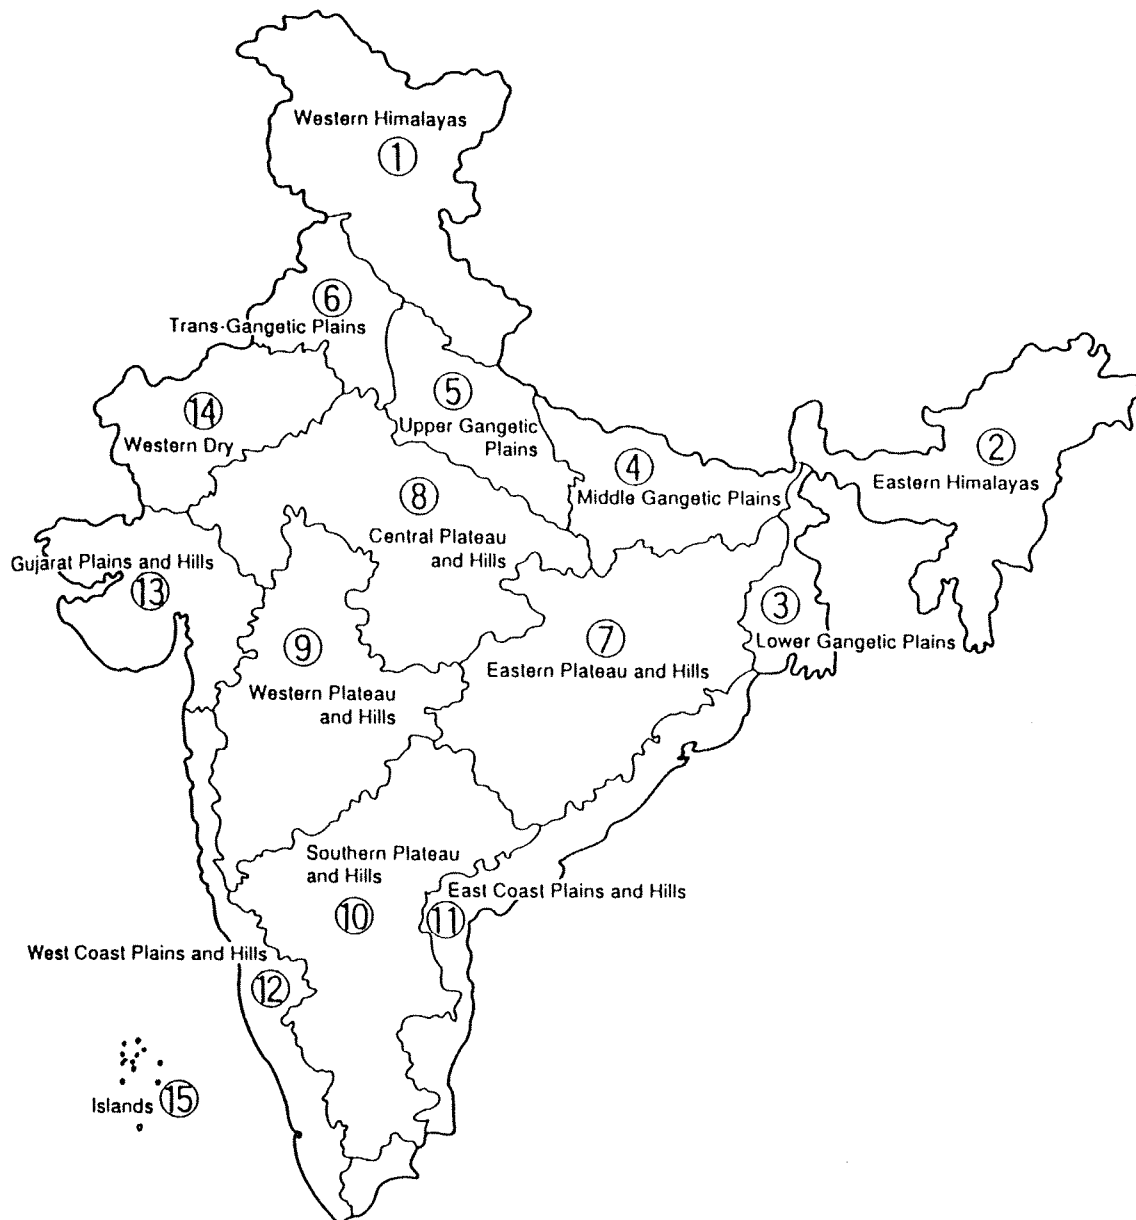 Western Himalayas
1
6
Trans-Gangetic Plains
5
Upper Gangetic
Plains
14
Western Dry
4
Middle Gangetic Plains
2
Eastern Himalayas
8
Central Plateau
and Hills
Gujarat Plains and Hills
13
3
Lower Gangetic Plains
7
Eastern Plateau and Hills
9
Western Plateau
and Hills
Southern Plateau
and Hills
10
East Coast Plains and Hills
11
West Coast Plains and Hills
12
Islands 15